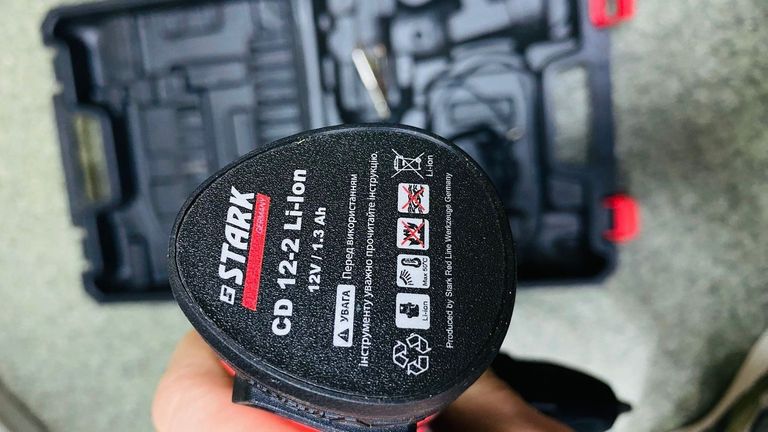 STARK
GERMANY
CD 12-2 Li-Ion
12V / 1.3 Ah
УВАГА Перед використанням
інструменту уважно прочитайте інструкцію.
Li-Ion
Max 50°C
Li-ion
Produced by Stark Red Line Werkzeuge Germany